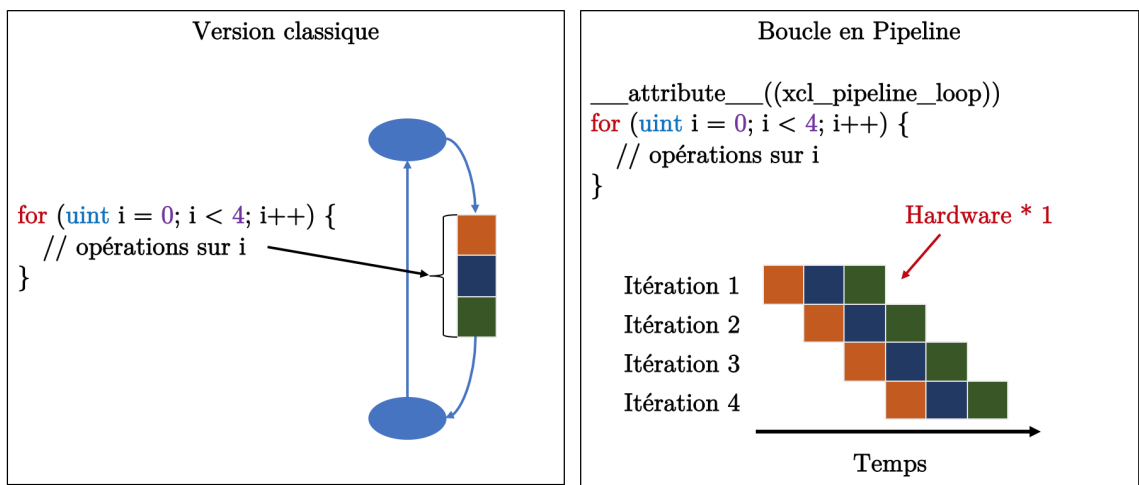 Version classique
for (uint i = 0; i < 4; i++) {
// opérations sur i
}
Boucle en Pipeline
__attribute__((xcl_pipeline_loop))
for (uint i = 0; i < 4; i++) {
// opérations sur i
}
Hardware * 1
Itération 1
Itération 2
Itération 3
Itération 4
Temps